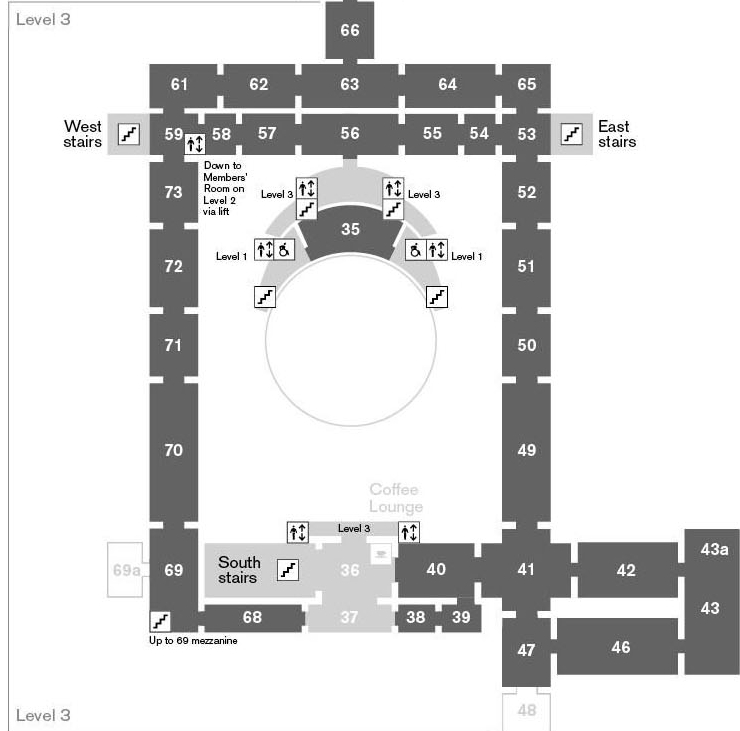 Level 3
66
61 62 63 64 65
West
stairs
59 58 57 56 55 54 53
East
stairs
Down to
Members'
Room on
Level 2
via lift
73
Level 3
Level 3
52
35
72
Level 1
Level 1
51
71
50
70
49
Coffee
Lounge
Level 3
69a
69
South
stairs
36
40
41
42
43a
43
68
37
38
39
Up to 69 mezzanine
47
46
48
Level 3